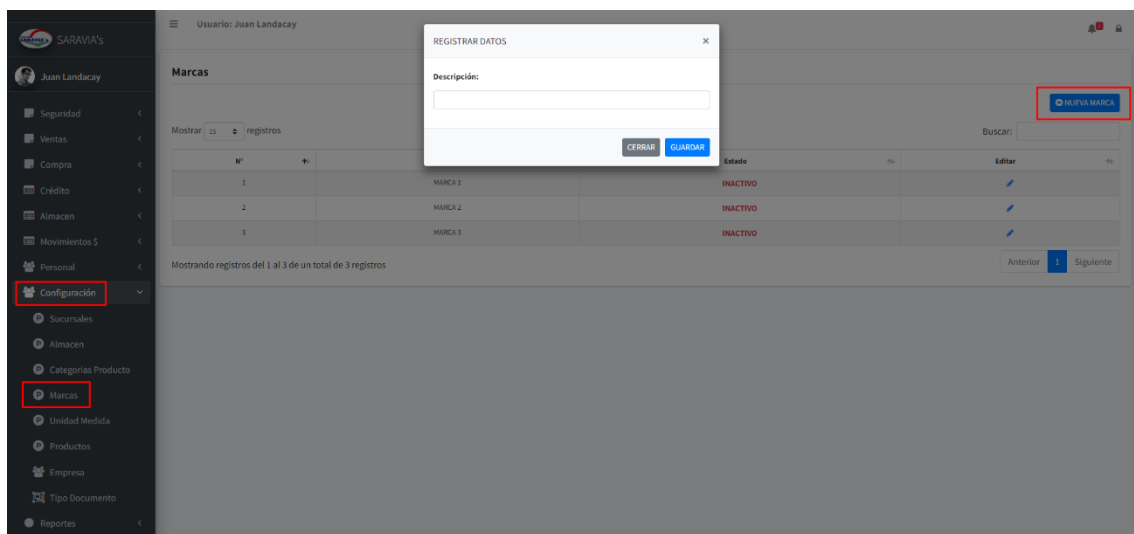 SARAVIA's
Usuario: Juan Landacay
Juan Landacay
Seguridad
Ventas
Compra
Crédito
Almacen
Movimientos $
Personal
Configuración
Sucursales
Almacen
Categorias Producto
Marcas
Unidad Medida
Productos
Empresa
Tipo Documento
Reportes
Marcas
NUEVA MARCA
Mostrar 15 registros
Buscar:
N° Estado Editar
1 MARCA 1 INACTIVO
2 MARCA 2 INACTIVO
3 MARCA 3 INACTIVO
Mostrando registros del 1 al 3 de un total de 3 registros
Anterior 1 Siguiente
REGISTRAR DATOS ×
Descripción:
CERRAR GUARDAR